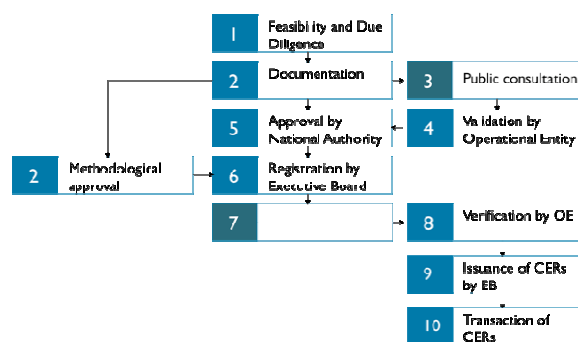 1
Feasibility and Due
Diligence
2
Documentation
3
Public consultation
5
Approval by
National Authority
4
Validation by
Operational Entity
2
Methodological
approval
6
Registration by
Executive Board
7
8
Verification by OE
9
Issuance of CERs
by EB
10
Transaction of
CERs